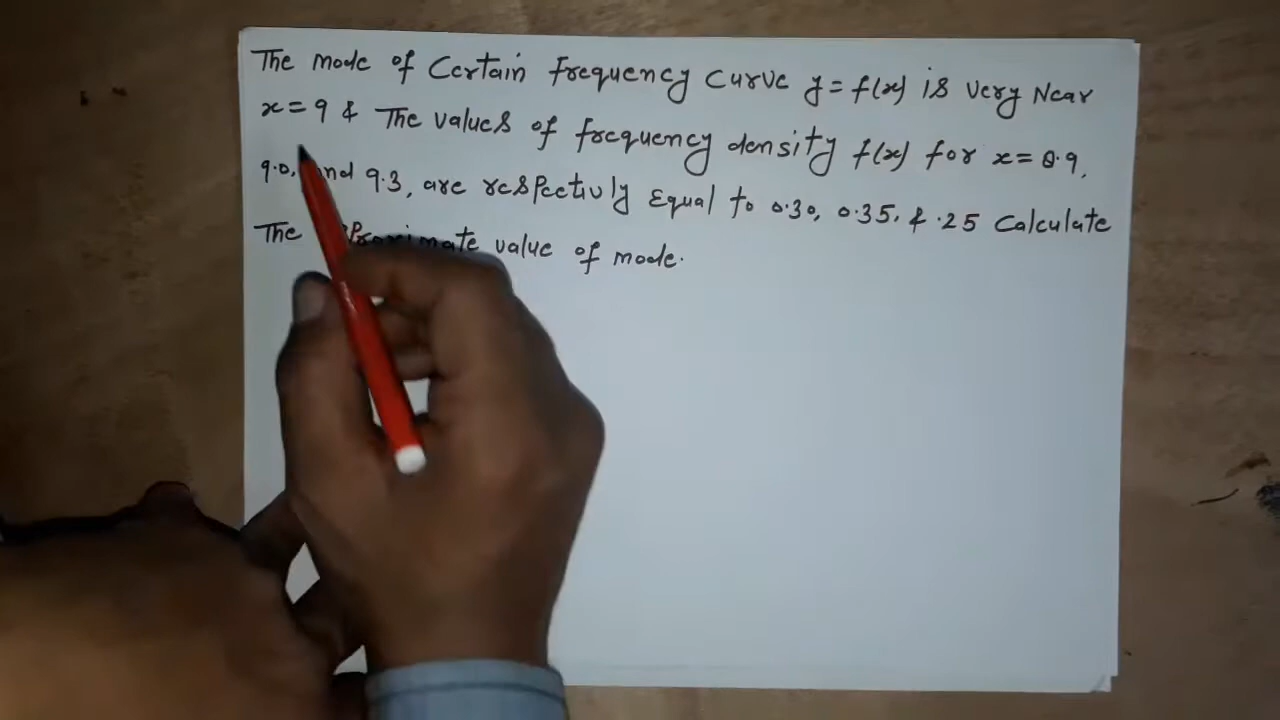 The mode of Certain frequency Curve y = f(x) is very Near
x = 9 & The values of frequency density f(x) for x = 8.9,
9.0, and 9.3, are respectivly Equal to 0.30, 0.35, & .25 Calculate
The value of mode.